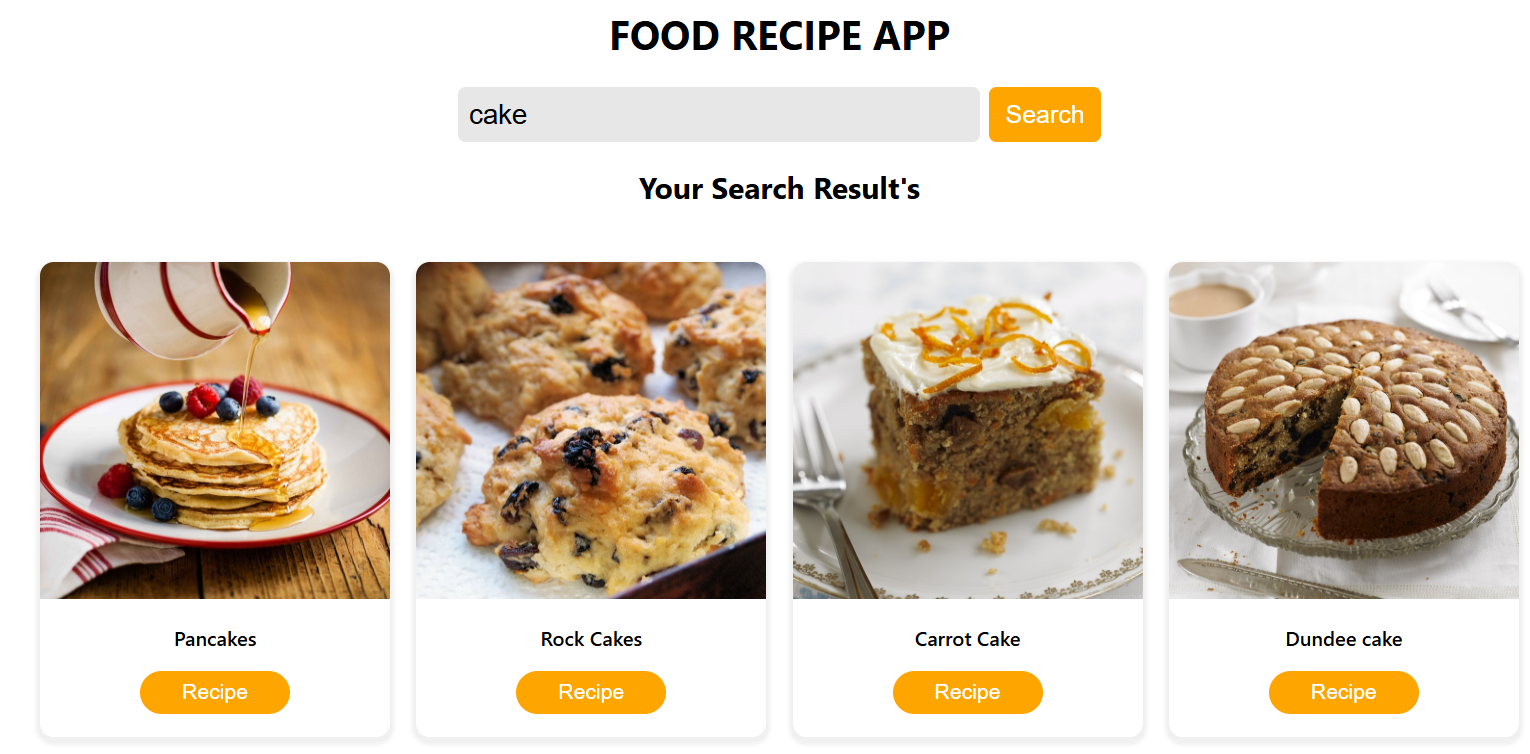 FOOD RECIPE APP
cake
Search
Your Search Result's
Pancakes
Rock Cakes
Carrot Cake
Dundee cake
Recipe
Recipe
Recipe
Recipe